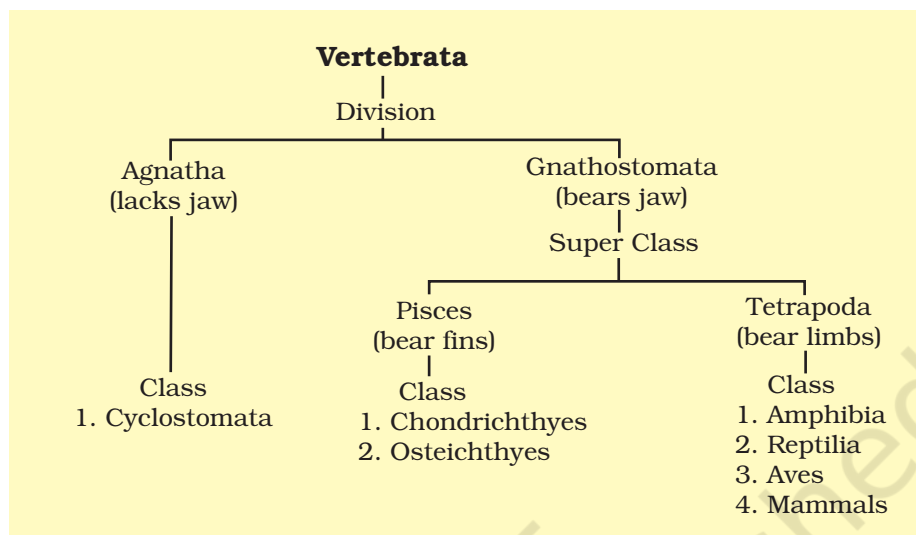 Vertebrata
Division
Agnatha
(lacks jaw)
Gnathostomata
(bears jaw)
Super Class
Pisces
(bear fins)
Tetrapoda
(bear limbs)
Class
1. Cyclostomata
Class
1. Chondrichthyes
2. Osteichthyes
Class
1. Amphibia
2. Reptilia
3. Aves
4. Mammals